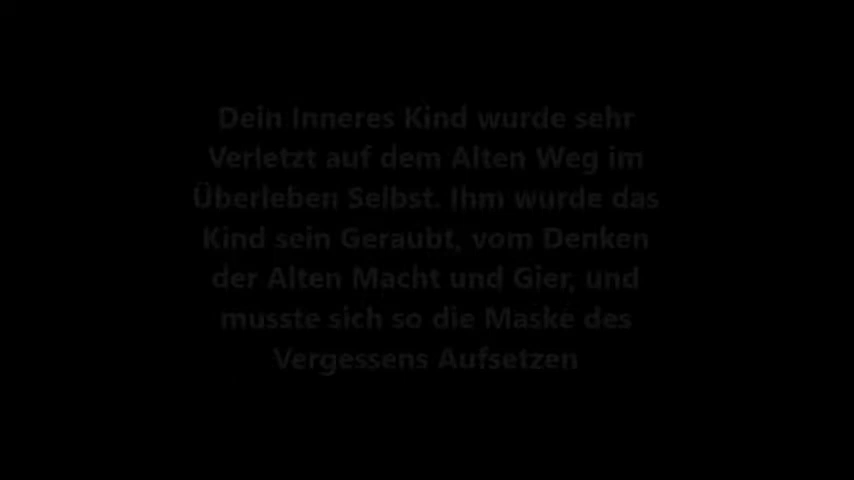 Dein Inneres Kind wurde sehr
Verletzt auf dem Alten Weg im
Überleben Selbst. Ihm wurde das
Kind sein Geraubt, vom Denken
der Alten Macht und Gier, und
musste sich so die Maske des
Vergessens Aufsetzen